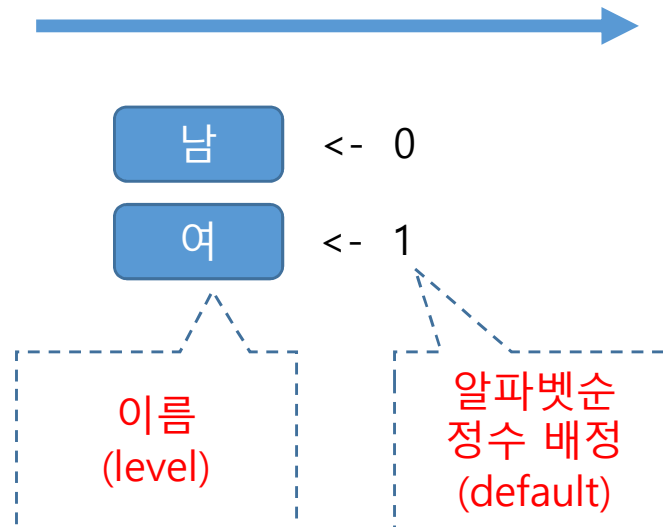 남 <- 0
여 <- 1
이름
(level)
알파벳순
정수 배정
(default)